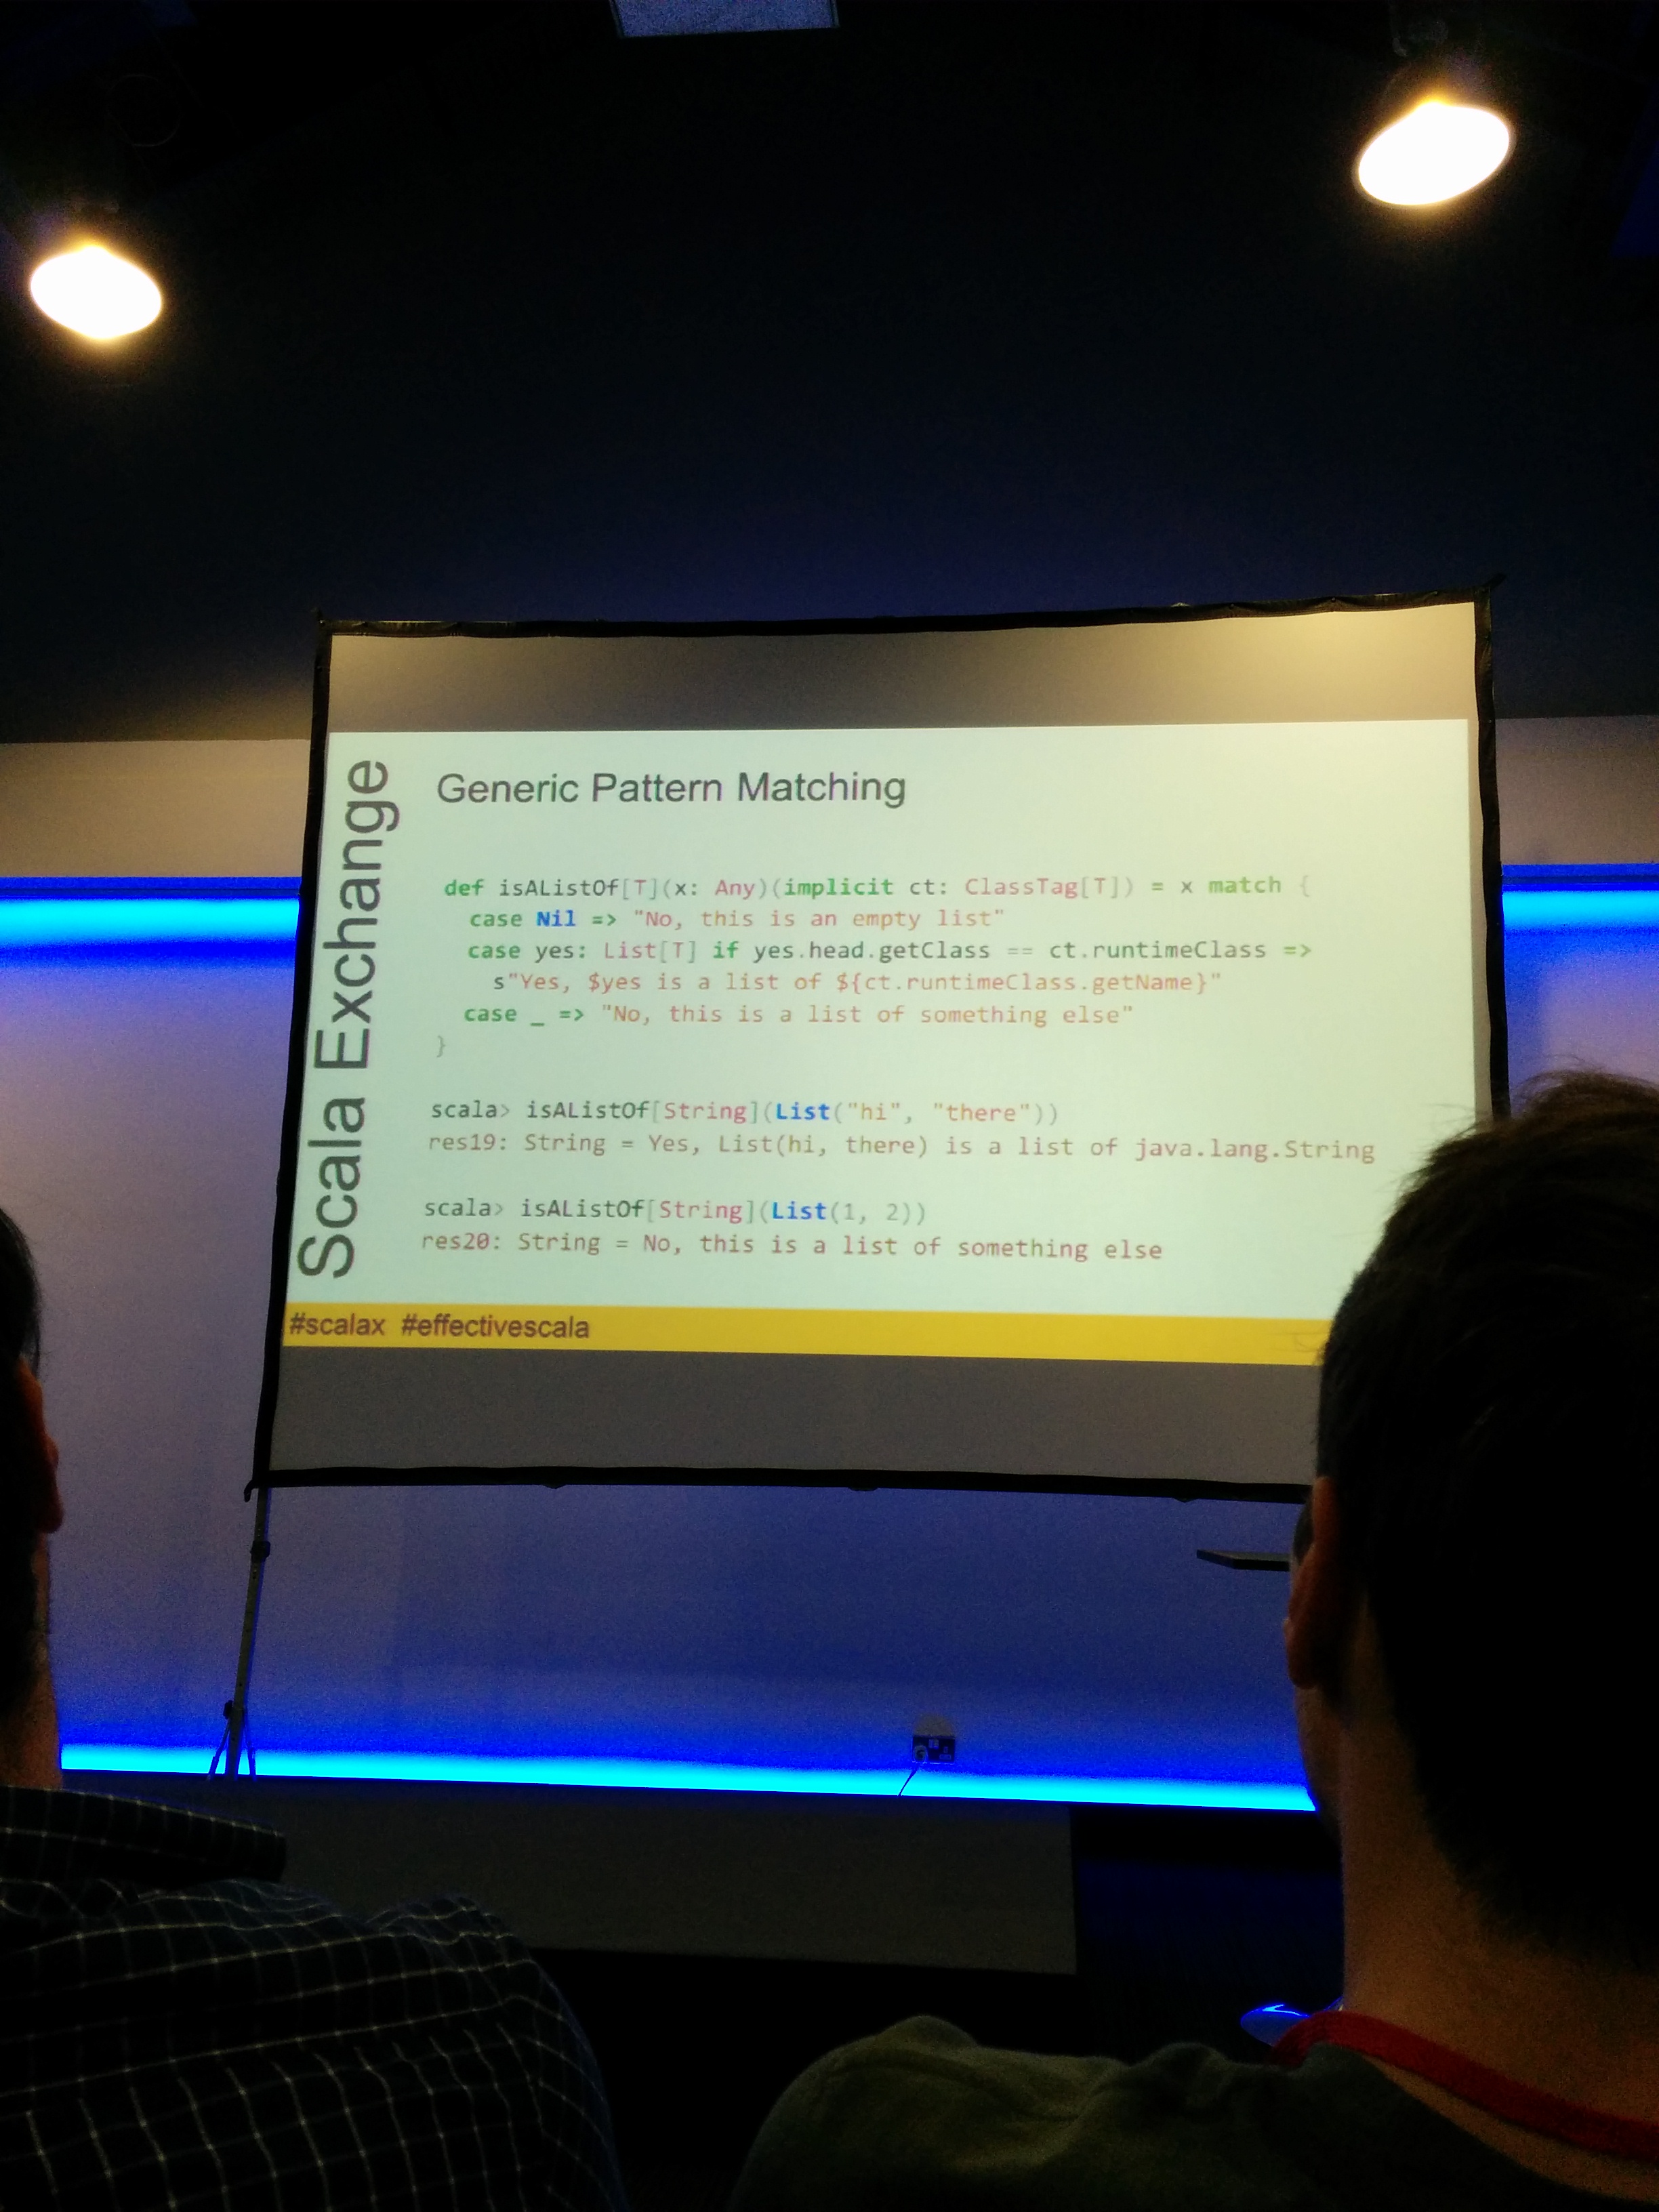 Scala Exchange
Generic Pattern Matching
def isAListOf[T](x: Any)(implicit ct: ClassTag[T]) = x match {
case Nil => "No, this is an empty list"
case yes: List[T] if yes.head.getClass == ct.runtimeClass =>
s"Yes, $yes is a list of ${ct.runtimeClass.getName}"
case _ => "No, this is a list of something else"
}
scala> isAListOf[String](List("hi", "there"))
res19: String = Yes, List(hi, there) is a list of java.lang.String
scala> isAListOf[String](List(1, 2))
res20: String = No, this is a list of something else
#scalax #effectivescala